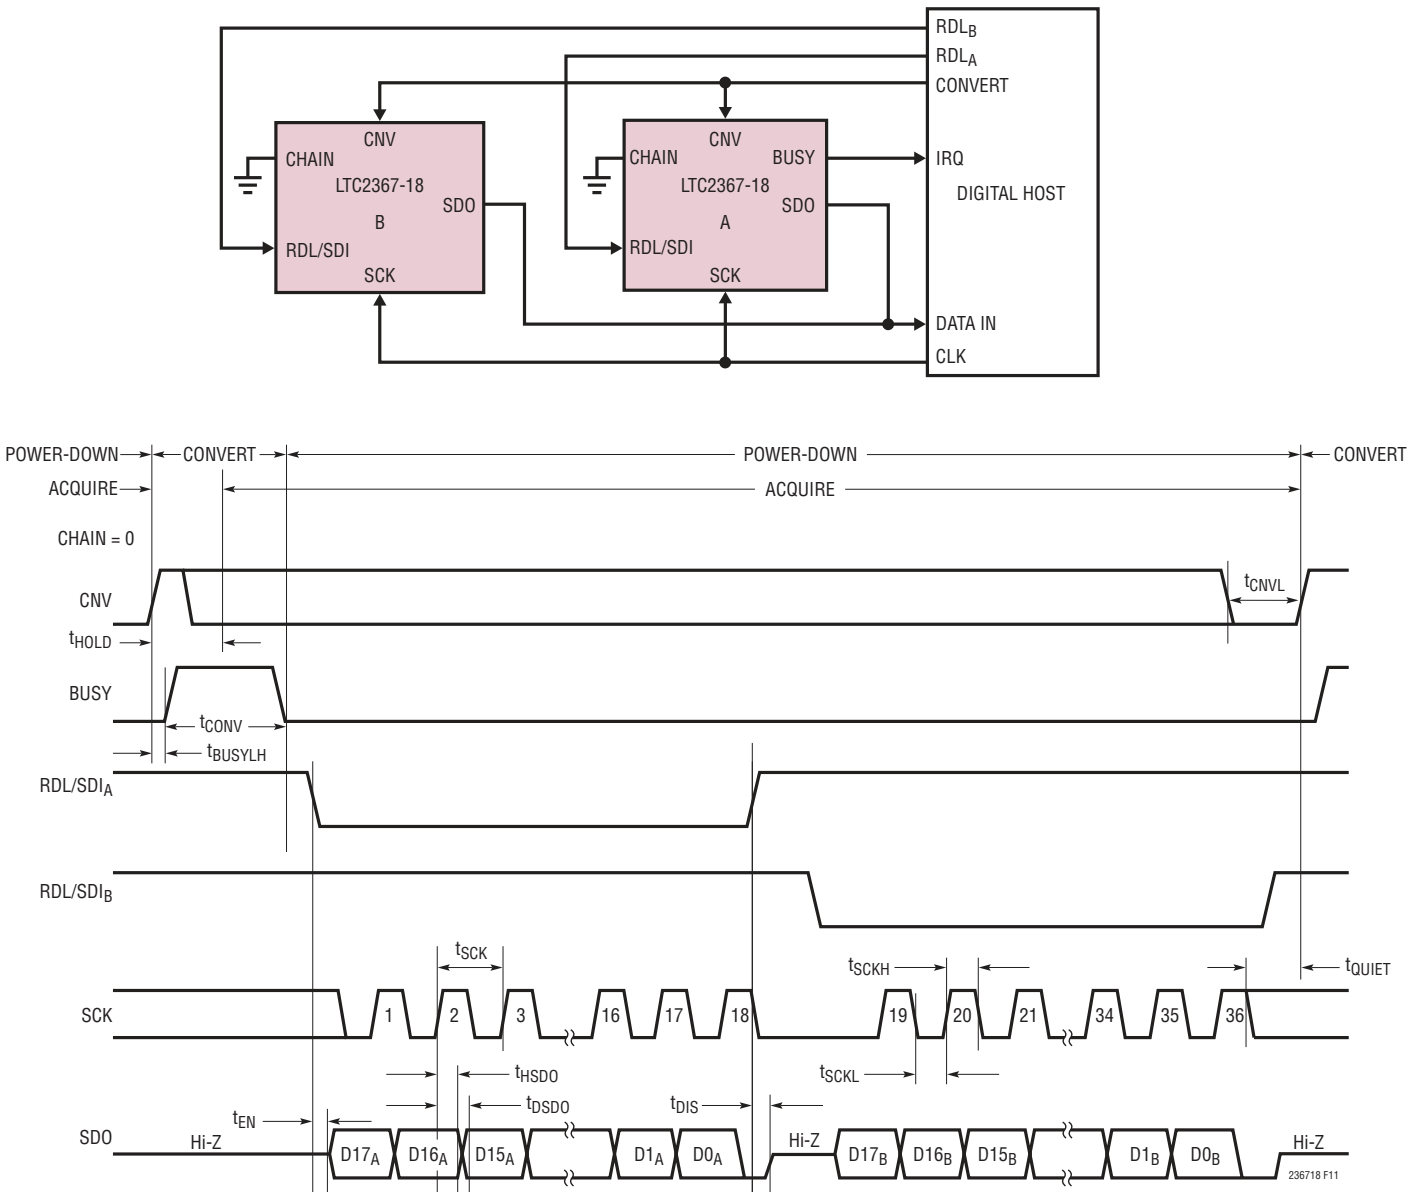 RDLB
RDLA
CONVERT
CNV
CNV
CHAIN
CHAIN
BUSY
IRQ
LTC2367-18
LTC2367-18
DIGITAL HOST
SDO
SDO
B
A
RDL/SDI
RDL/SDI
SCK
SCK
DATA IN
CLK
POWER-DOWN CONVERT POWER-DOWN CONVERT
ACQUIRE ACQUIRE
CHAIN = 0
CNV
tCNVL
tHOLD
BUSY
tCONV
tBUSYLH
RDL/SDIA
RDL/SDIB
tSCK
tSCKH
tQUIET
SCK
1 2 3 16 17 18 19 20 21 34 35 36
tHSDO
tSCKL
tDSDO
tDIS
tEN
SDO
Hi-Z D17A D16A D15A D1A D0A Hi-Z D17B D16B D15B D1B D0B Hi-Z
236718 F11